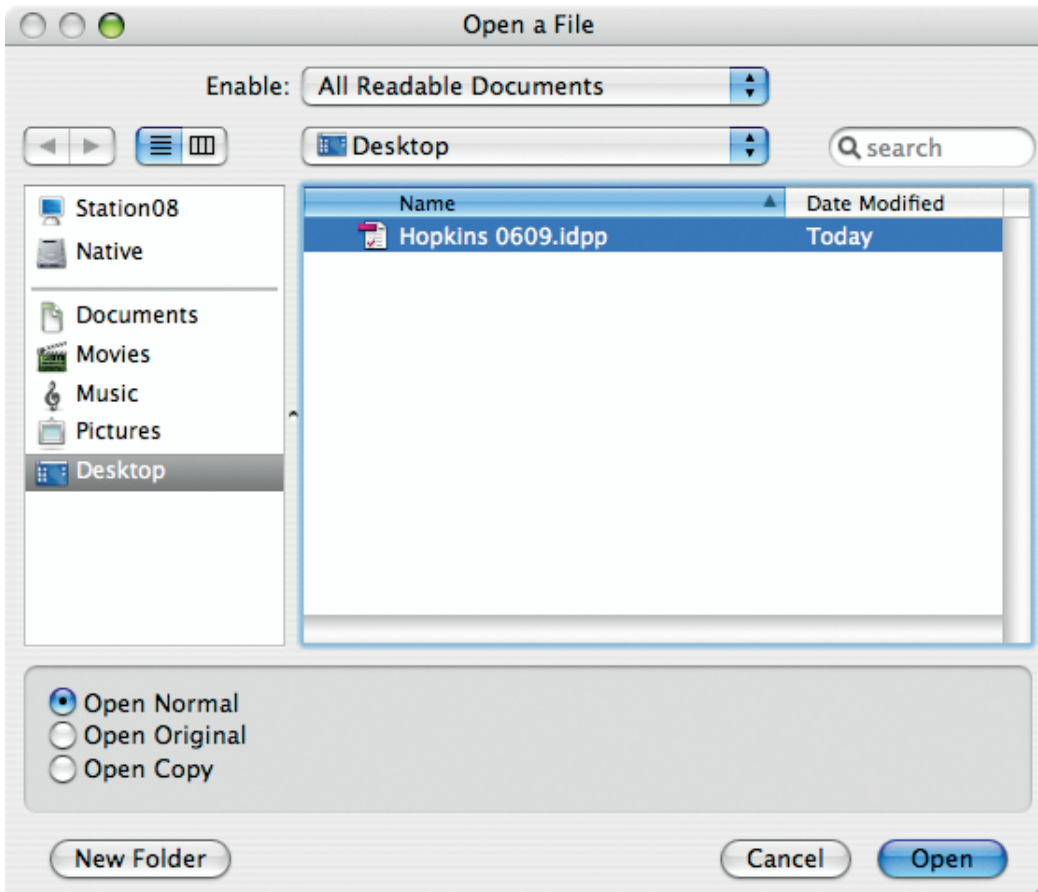 Open a File
Enable: All Readable Documents
Desktop
search
Station08
Native
Documents
Movies
Music
Pictures
Desktop
Name Date Modified
Hopkins 0609.idpp Today
Open Normal
Open Original
Open Copy
New Folder Cancel Open